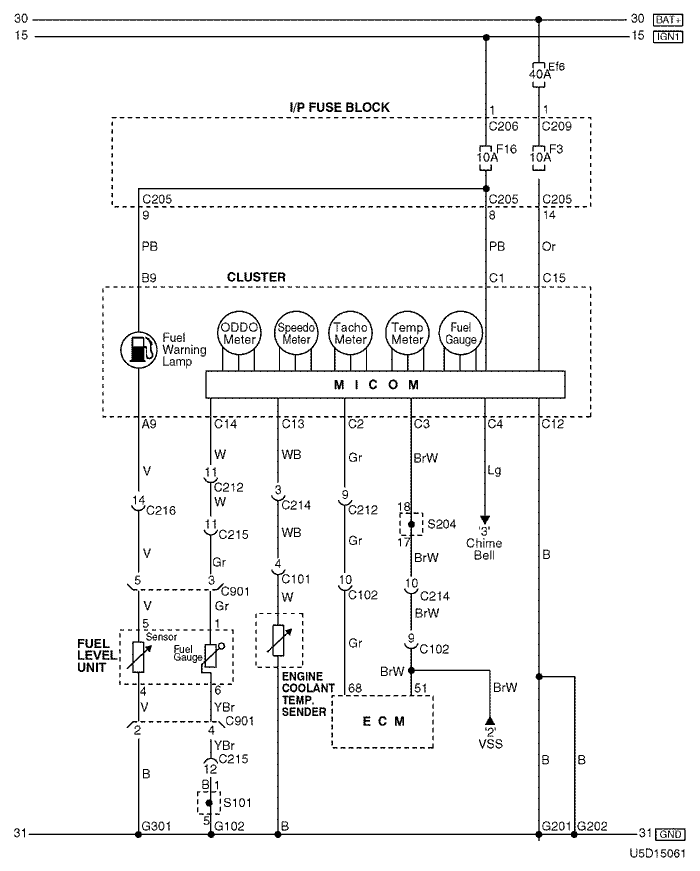 30 30 BAT+
15 15 IGN1
Ef6
40A
I/P FUSE BLOCK
1 1
C206 C209
F16 F3
10A 10A
C205 C205 C205
9 8 14
PB PB Or
B9 C1 C15
CLUSTER
ODDO Meter
Speedo Meter
Tacho Meter
Temp Meter
Fuel Gauge
Fuel Warning Lamp
M I C O M
A9 C14 C13 C2 C3 C4 C12
W WB Gr BrW
V 11 Lg
C212
14 W 3 9 18
C216 C214 C212 S204
11 17
C215 WB Gr '3' Chime Bell
V Gr BrW B
5 3 4 10 10
C901 C101 C102 C214
V Gr W BrW
5 1 9
Sensor C102
FUEL LEVEL UNIT
Fuel Gauge
Gr
ENGINE COOLANT TEMP. SENDER
BrW
4 6 68 51 BrW
V YBr
C901 E C M '2' VSS
2 4
YBr
C215
12
B B 1 B B
S101
5
31 G301 G102 B G201 G202 31 GND
U5D15061